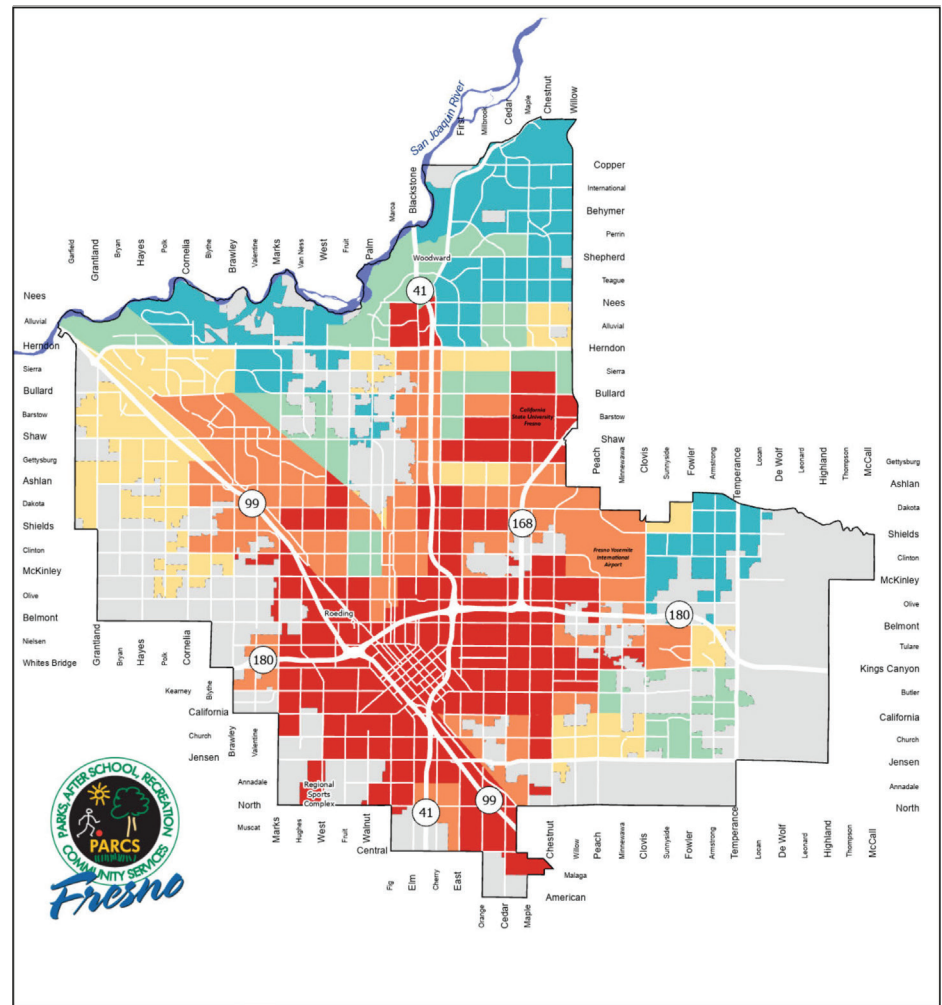 San Joaquin River
First
Millbrook
Cedar
Maple
Chestnut
Willow
Maroa
Blackstone
Copper
International
Behymer
Perrin
Shepherd
Teague
Nees
Alluvial
Herndon
Sierra
Bullard
Barstow
Shaw
Garfield
Grantland
Bryan
Hayes
Polk
Cornelia
Blythe
Brawley
Valentine
Marks
Van Ness
West
Fruit
Palm
Woodward
41
Nees
Alluvial
Herndon
Sierra
Bullard
Barstow
Shaw
Gettysburg
Ashlan
Dakota
Shields
Clinton
McKinley
Olive
Belmont
Nielsen
Whites Bridge
California
State University
Fresno
Peach
Minnewawa
Clovis
Sunnyside
Fowler
Armstrong
Temperance
Locan
De Wolf
Leonard
Highland
Thompson
McCall
Gettysburg
Ashlan
Dakota
Shields
Clinton
McKinley
Olive
Belmont
Tulare
Kings Canyon
Butler
California
Church
Jensen
Annadale
North
99
168
Fresno Yosemite
International
Airport
180
Roeding
180
Grantland
Bryan
Hayes
Polk
Cornelia
Kearney
Blythe
California
Church
Brawley
Valentine
Jensen
Annadale
North
Muscat
Regional
Sports
Complex
41
99
Marks
Hughes
West
Fruit
Walnut
Central
Fig
Elm
Cherry
East
Orange
Cedar
Maple
American
Malaga
Chestnut
Willow
Peach
Minnewawa
Clovis
Sunnyside
Fowler
Armstrong
Temperance
Locan
De Wolf
Leonard
Highland
Thompson
McCall
PARKS, AFTER SCHOOL, RECREATION
COMMUNITY SERVICES
PARCS
Fresno